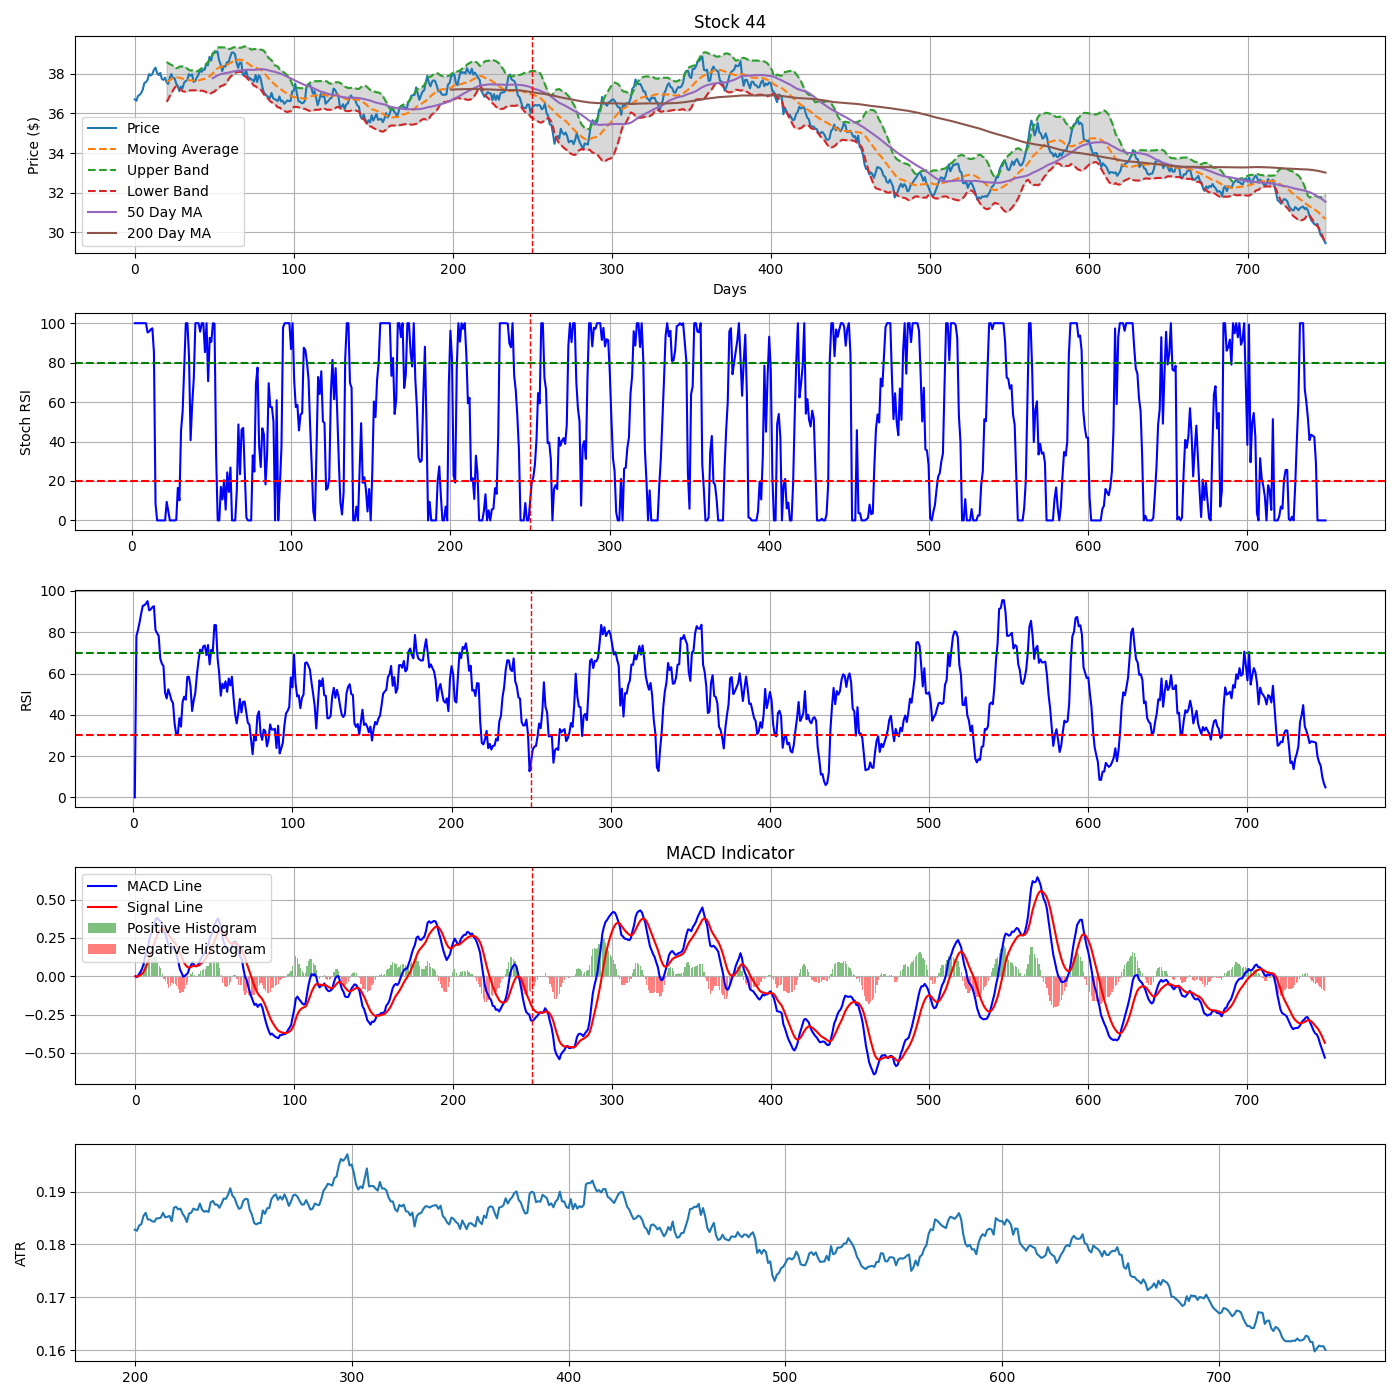 Stock 44
Price ($)
38
36
34
32
30
Price
Moving Average
Upper Band
Lower Band
50 Day MA
200 Day MA
0 100 200 300 400 500 600 700
Days
Stoch RSI
100
80
60
40
20
0
0 100 200 300 400 500 600 700
RSI
100
80
60
40
20
0
0 100 200 300 400 500 600 700
MACD Indicator
0.50
0.25
0.00
−0.25
−0.50
MACD Line
Signal Line
Positive Histogram
Negative Histogram
0 100 200 300 400 500 600 700
ATR
0.19
0.18
0.17
0.16
200 300 400 500 600 700